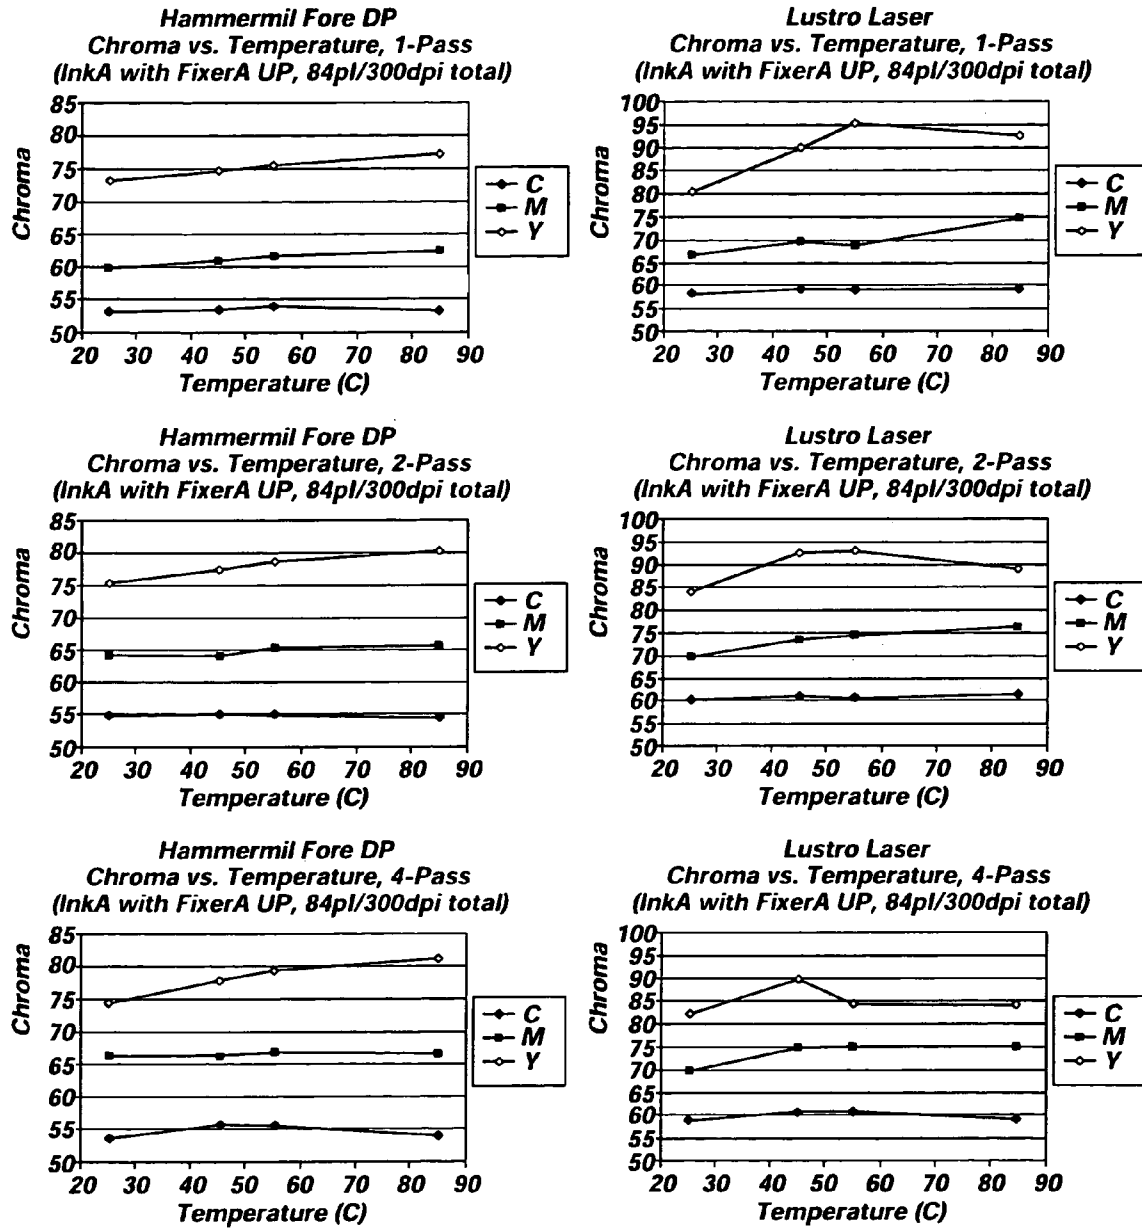 Hammermil Fore DP
Chroma vs. Temperature, 1-Pass
(InkA with FixerA UP, 84pl/300dpi total)
Chroma
85
80
75
70
65
60
55
50
20 30 40 50 60 70 80 90
Temperature (C)
C
M
Y
Lustro Laser
Chroma vs. Temperature, 1-Pass
(InkA with FixerA UP, 84pl/300dpi total)
Chroma
100
95
90
85
80
75
70
65
60
55
50
20 30 40 50 60 70 80 90
Temperature (C)
C
M
Y
Hammermil Fore DP
Chroma vs. Temperature, 2-Pass
(InkA with FixerA UP, 84pl/300dpi total)
Chroma
85
80
75
70
65
60
55
50
20 30 40 50 60 70 80 90
Temperature (C)
C
M
Y
Lustro Laser
Chroma vs. Temperature, 2-Pass
(InkA with FixerA UP, 84pl/300dpi total)
Chroma
100
95
90
85
80
75
70
65
60
55
50
20 30 40 50 60 70 80 90
Temperature (C)
C
M
Y
Hammermil Fore DP
Chroma vs. Temperature, 4-Pass
(InkA with FixerA UP, 84pl/300dpi total)
Chroma
85
80
75
70
65
60
55
50
20 30 40 50 60 70 80 90
Temperature (C)
C
M
Y
Lustro Laser
Chroma vs. Temperature, 4-Pass
(InkA with FixerA UP, 84pl/300dpi total)
Chroma
100
95
90
85
80
75
70
65
60
55
50
20 30 40 50 60 70 80 90
Temperature (C)
C
M
Y